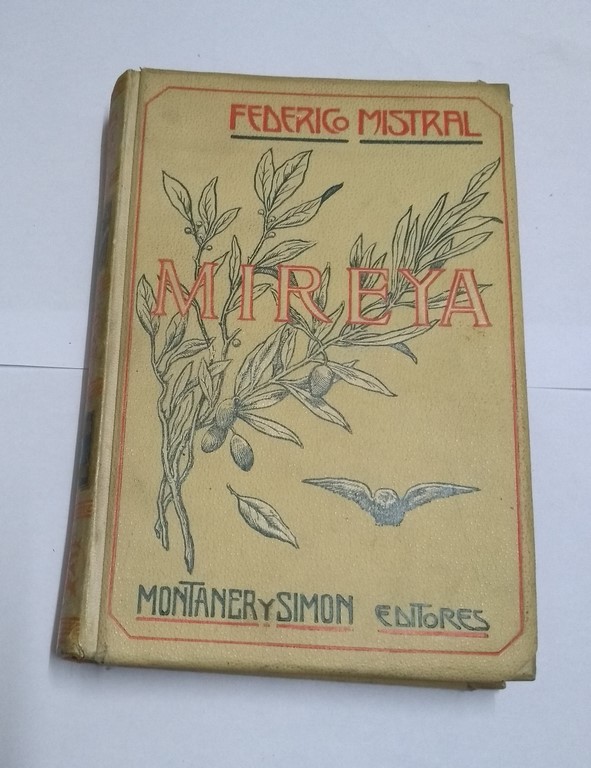 FEDERICO MISTRAL
MIREYA
MONTANER Y SIMON EDITORES